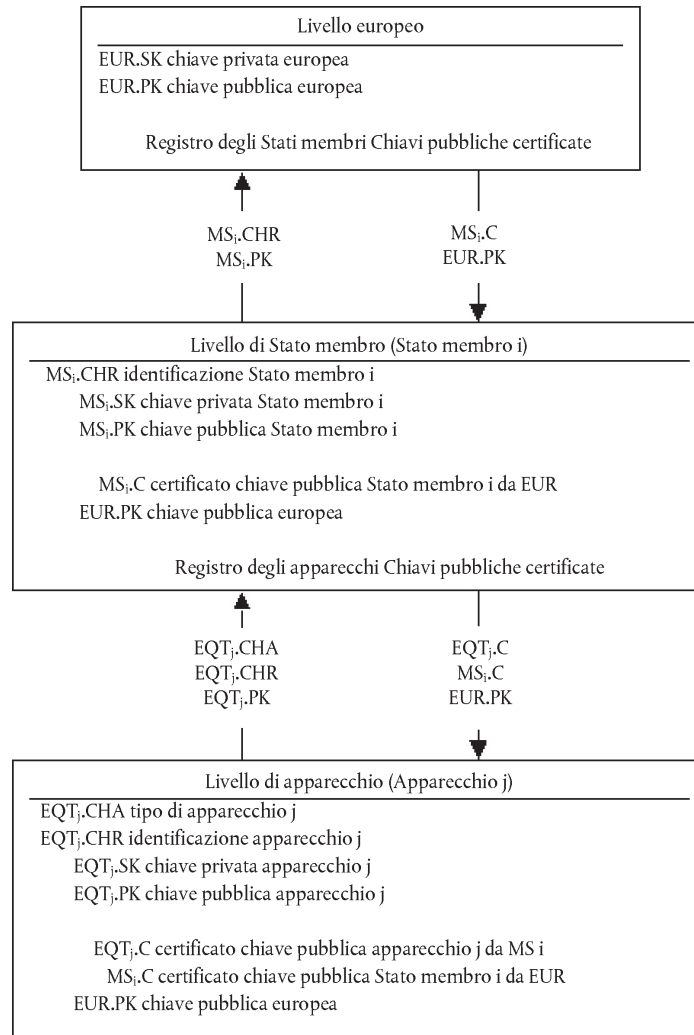 Livello europeo
EUR.SK chiave privata europea
EUR.PK chiave pubblica europea
Registro degli Stati membri Chiavi pubbliche certificate
MSi.CHR
MSi.PK
MSi.C
EUR.PK
Livello di Stato membro (Stato membro i)
MSi.CHR identificazione Stato membro i
MSi.SK chiave privata Stato membro i
MSi.PK chiave pubblica Stato membro i
MSi.C certificato chiave pubblica Stato membro i da EUR
EUR.PK chiave pubblica europea
Registro degli apparecchi Chiavi pubbliche certificate
EQTj.CHA
EQTj.CHR
EQTj.PK
EQTj.C
MSi.C
EUR.PK
Livello di apparecchio (Apparecchio j)
EQTj.CHA tipo di apparecchio j
EQTj.CHR identificazione apparecchio j
EQTj.SK chiave privata apparecchio j
EQTj.PK chiave pubblica apparecchio j
EQTj.C certificato chiave pubblica apparecchio j da MS i
MSi.C certificato chiave pubblica Stato membro i da EUR
EUR.PK chiave pubblica europea